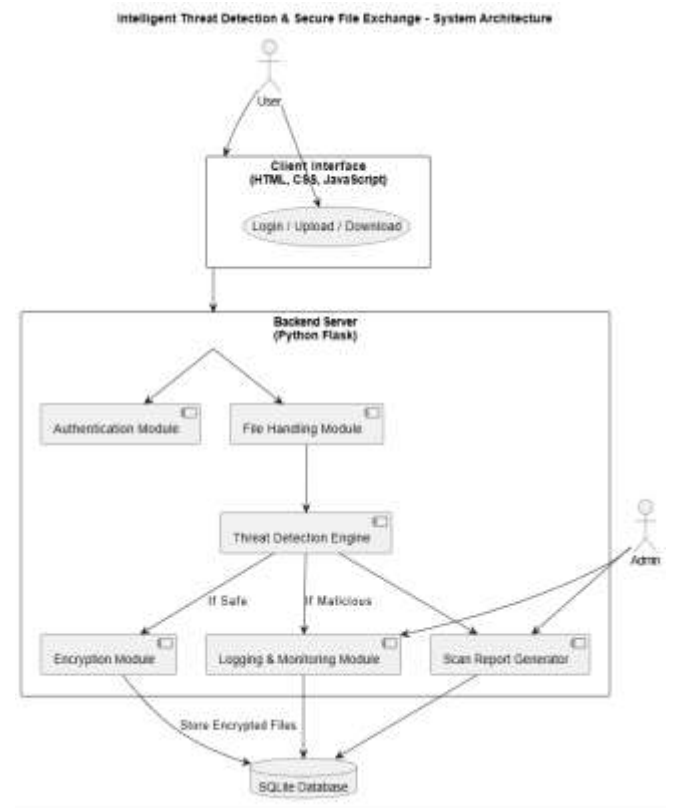 Intelligent Threat Detection & Secure File Exchange - System Architecture
User
Client Interface
(HTML, CSS, JavaScript)
Login / Upload / Download
Backend Server
(Python Flask)
Authentication Module
File Handling Module
Threat Detection Engine
Admin
If Safe
If Malicious
Encryption Module
Logging & Monitoring Module
Scan Report Generator
Store Encrypted Files
SQLite Database